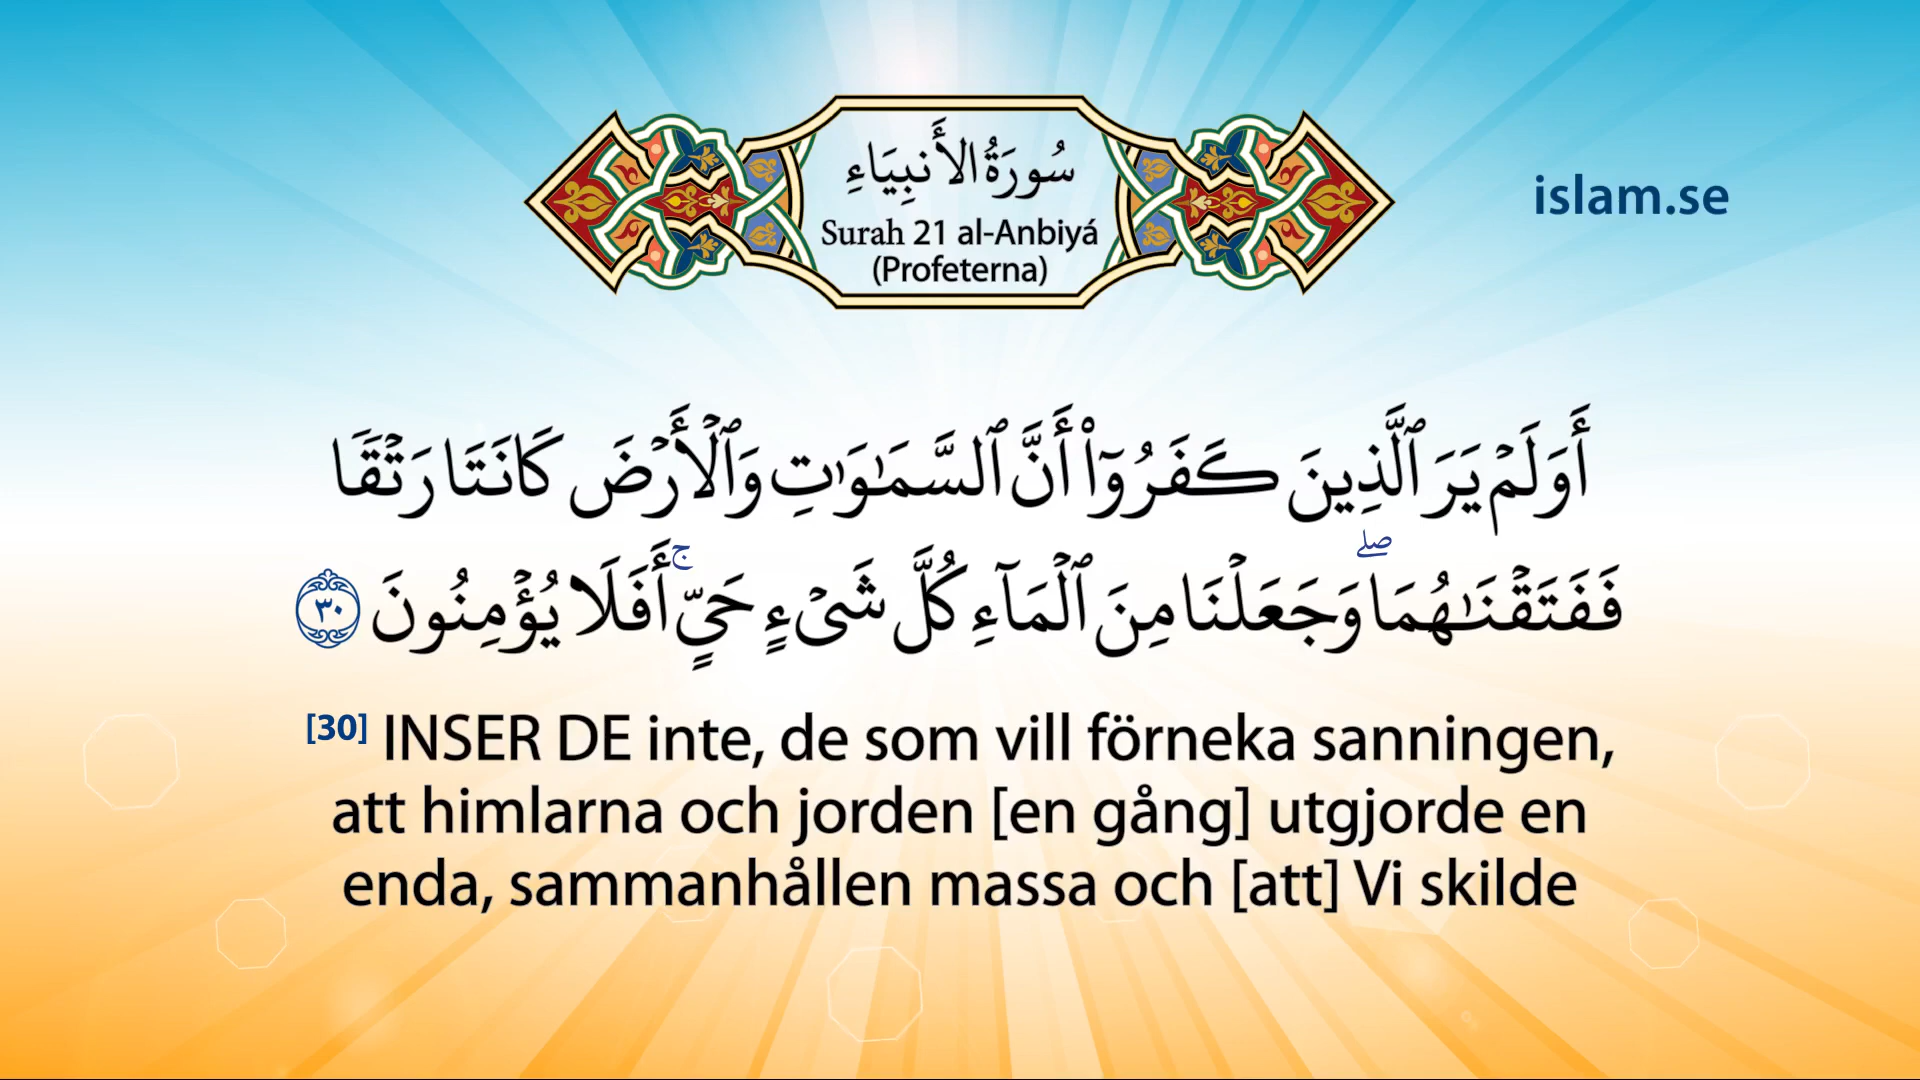 سُورَةُ الأَنبِيَاءِ
Surah 21 al-Anbiyá
(Profeterna)
islam.se
أَوَلَمْ يَرَ ٱلَّذِينَ كَفَرُوٓا۟ أَنَّ ٱلسَّمَـٰوَٰتِ وَٱلْأَرْضَ كَانَتَا رَتْقًا
فَفَتَقْنَـٰهُمَا ۖ وَجَعَلْنَا مِنَ ٱلْمَآءِ كُلَّ شَىْءٍ حَىٍّ ۚ أَفَلَا يُؤْمِنُونَ ٣٠
[30] INSER DE inte, de som vill förneka sanningen,
att himlarna och jorden [en gång] utgjorde en
enda, sammanhållen massa och [att] Vi skilde